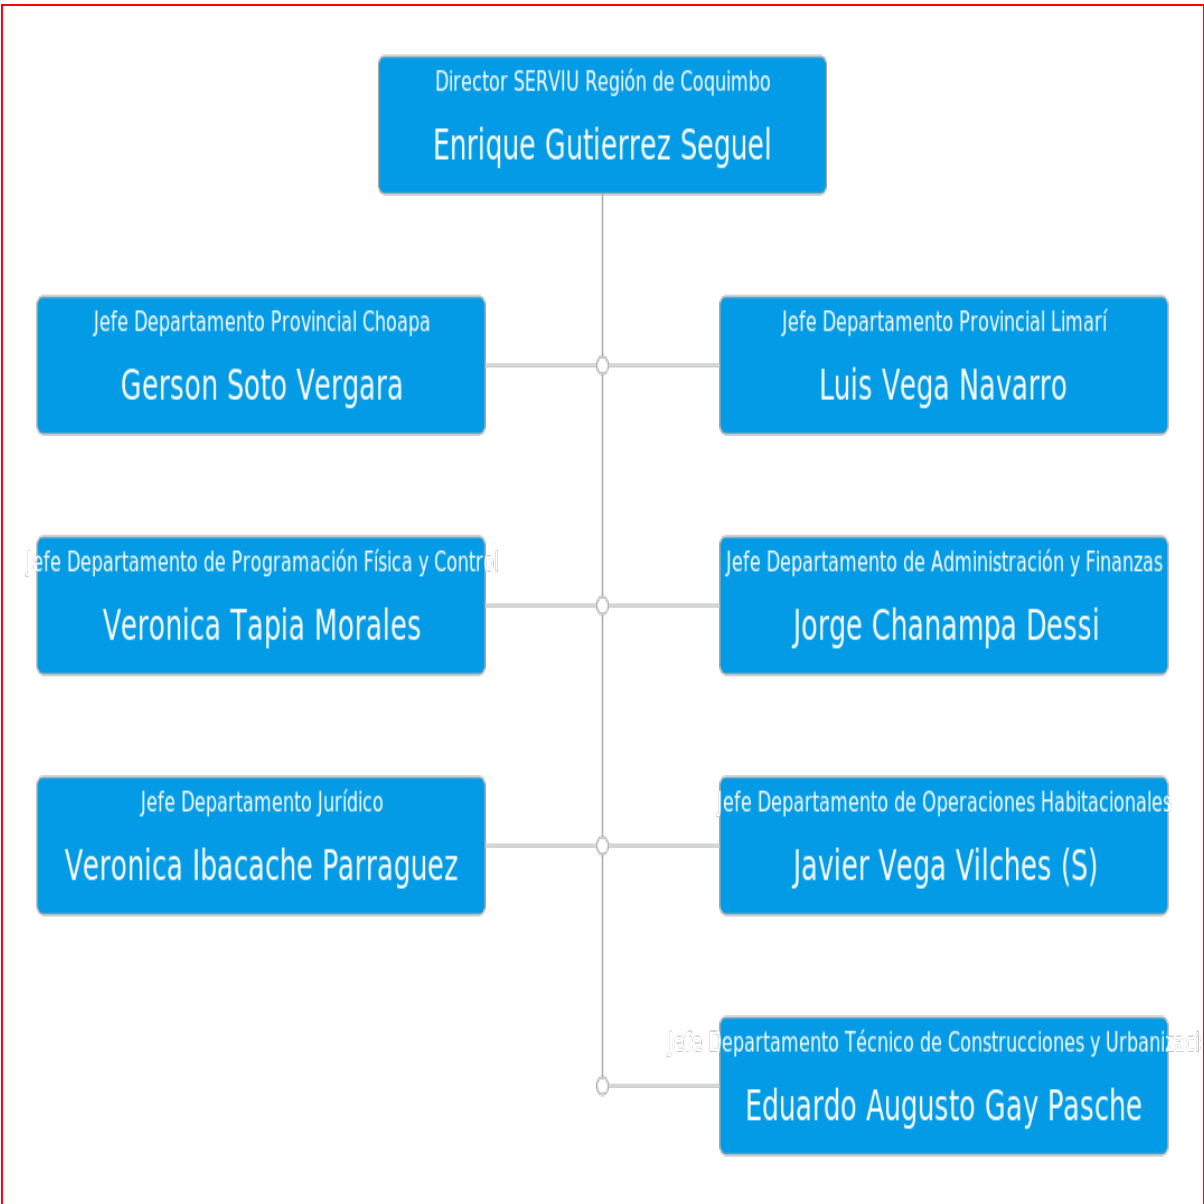 Director SERVIU Región de Coquimbo
Enrique Gutierrez Seguel
Jefe Departamento Provincial Choapa
Gerson Soto Vergara
Jefe Departamento Provincial Limarí
Luis Vega Navarro
Jefe Departamento de Programación Física y Control
Veronica Tapia Morales
Jefe Departamento de Administración y Finanzas
Jorge Chanampa Dessi
Jefe Departamento Jurídico
Veronica Ibacache Parraguez
Jefe Departamento de Operaciones Habitacionales
Javier Vega Vilches (S)
Jefe Departamento Técnico de Construcciones y
Eduardo Augusto Gay Pasche